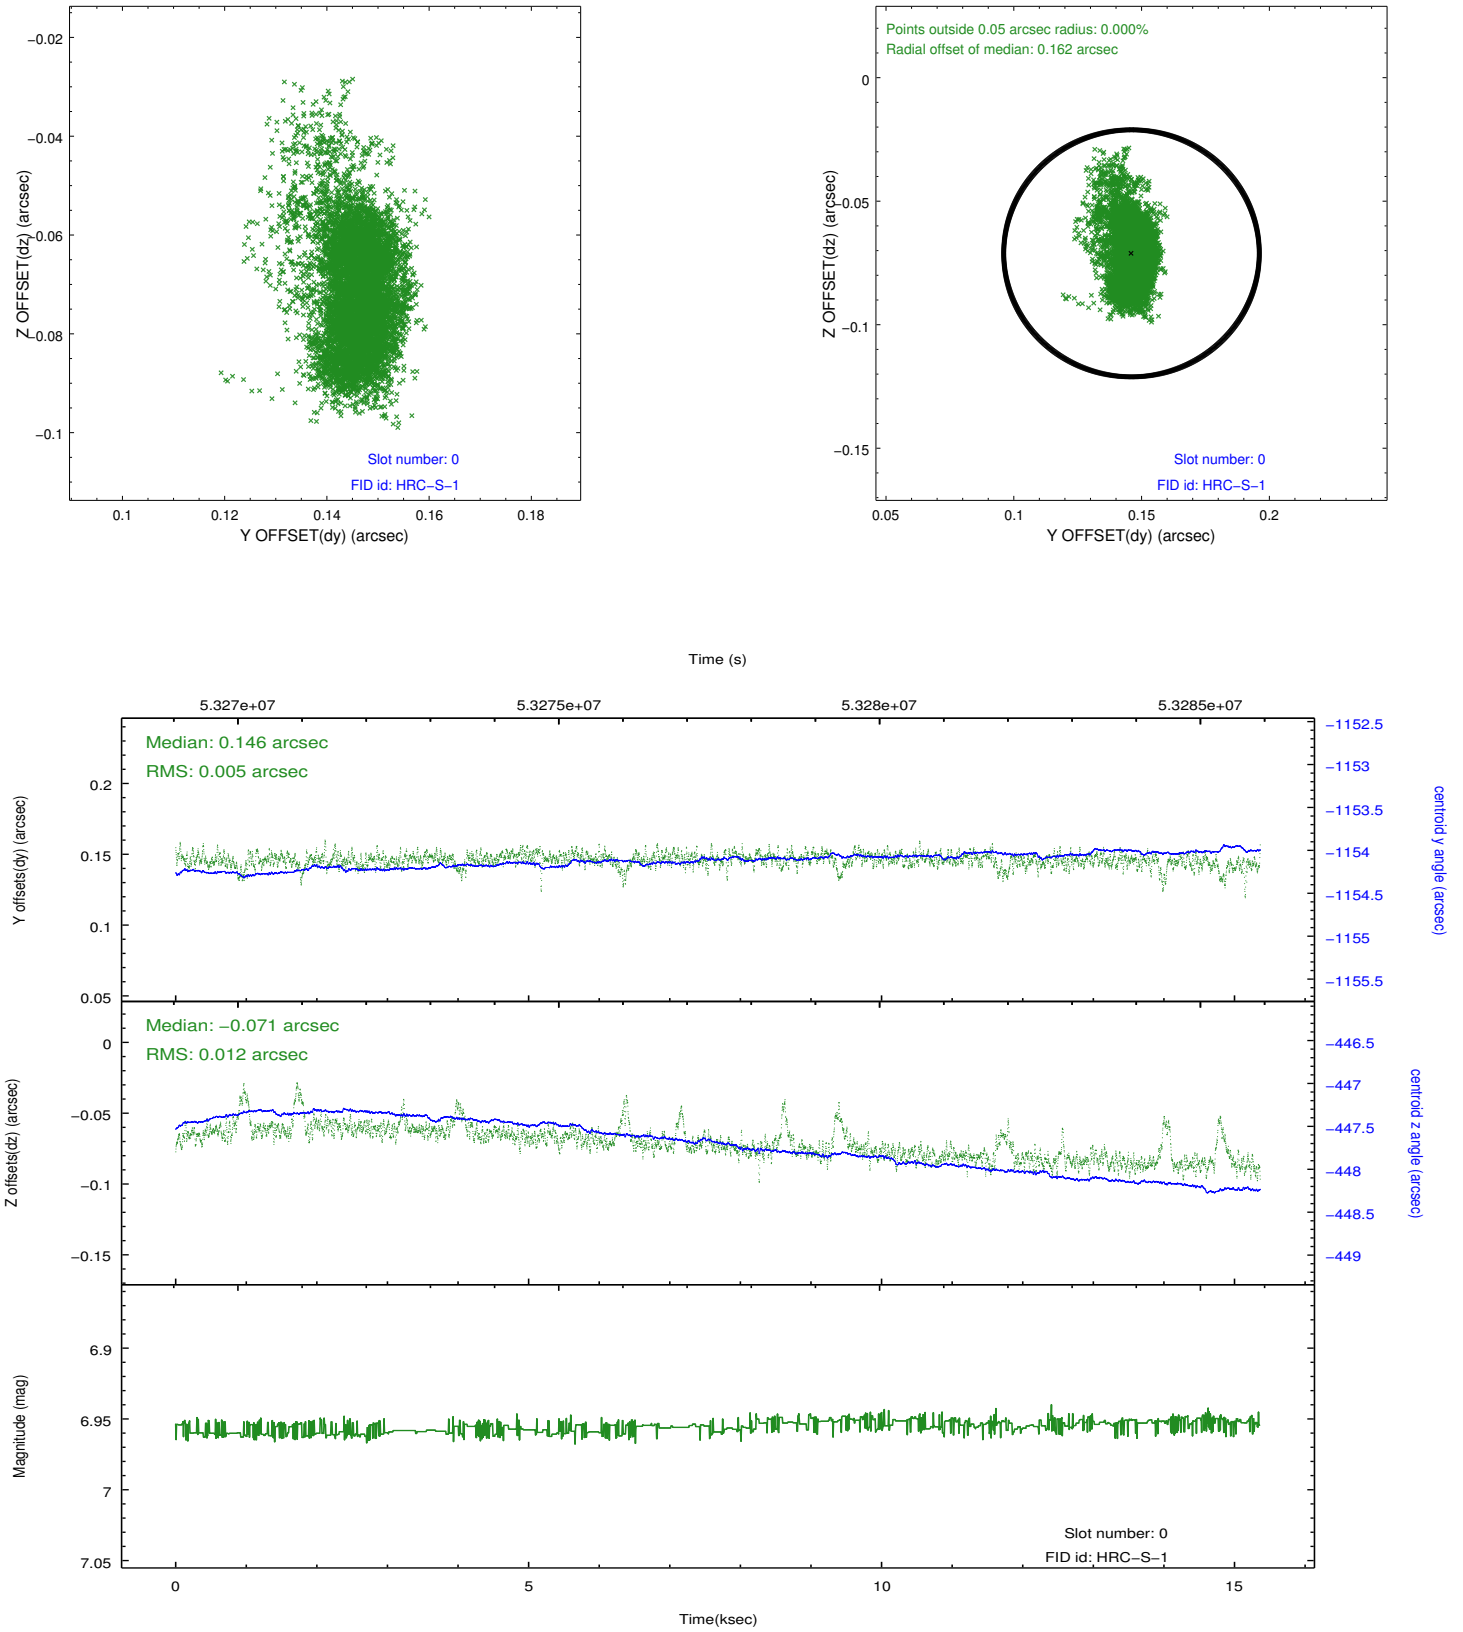 −0.02
−0.04
−0.06
−0.08
−0.1
Z OFFSET(dz) (arcsec)
Slot number: 0
FID id: HRC−S−1
0.1 0.12 0.14 0.16 0.18
Y OFFSET(dy) (arcsec)
Points outside 0.05 arcsec radius: 0.000%
Radial offset of median: 0.162 arcsec
0
−0.05
−0.1
−0.15
Z OFFSET(dz) (arcsec)
Slot number: 0
FID id: HRC−S−1
0.05 0.1 0.15 0.2
Y OFFSET(dy) (arcsec)
Time (s)
5.327e+07 5.3275e+07 5.328e+07 5.3285e+07
Median: 0.146 arcsec
RMS: 0.005 arcsec
0.2
0.15
0.1
0.05
Y offsets(dy) (arcsec)
−1152.5
−1153
−1153.5
−1154
−1154.5
−1155
−1155.5
centroid y angle (arcsec)
Median: −0.071 arcsec
RMS: 0.012 arcsec
0
−0.05
−0.1
−0.15
Z offsets(dz) (arcsec)
−446.5
−447
−447.5
−448
−448.5
−449
centroid z angle (arcsec)
6.9
6.95
7
7.05
Magnitude (mag)
Slot number: 0
FID id: HRC−S−1
0 5 10 15
Time(ksec)